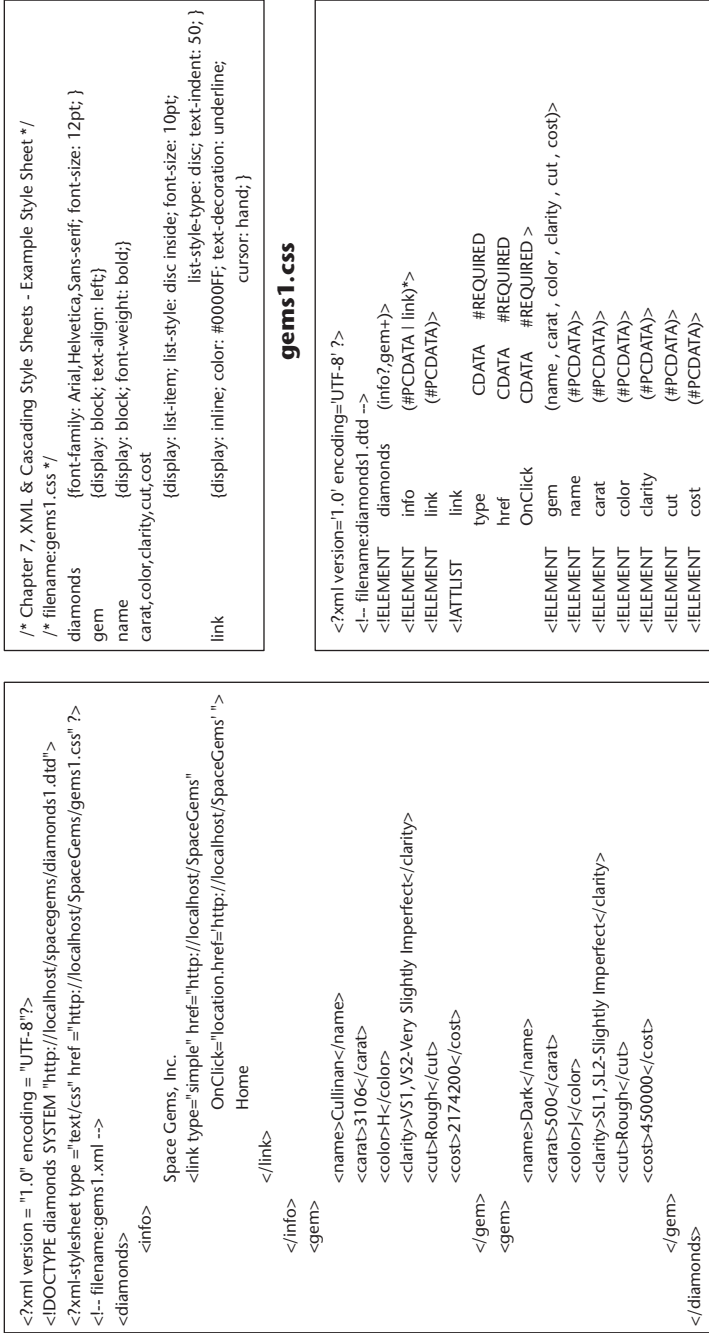 <?xml version = "1.0" encoding = "UTF-8"?>
<!DOCTYPE diamonds SYSTEM "http://localhost/spacegems/diamonds1.dtd">
<?xml-stylesheet type ="text/css" href ="http://localhost/SpaceGems/gems1.css" ?>
<!-- filename:gems1.xml -->
<diamonds>
<info>
Space Gems, Inc.
<link type="simple" href="http://localhost/SpaceGems"
OnClick="location.href='http://localhost/SpaceGems' ">
Home
</link>
</info>
<gem>
<name>Cullinan</name>
<carat>3106</carat>
<color>H</color>
<clarity>VS1,VS2-Very Slightly Imperfect</clarity>
<cut>Rough</cut>
<cost>2174200</cost>
</gem>
<gem>
<name>Dark</name>
<carat>500</carat>
<color>J</color>
<clarity>SL1,SL2-Slightly Imperfect</clarity>
<cut>Rough</cut>
<cost>450000</cost>
</gem>
</diamonds>
/* Chapter 7, XML & Cascading Style Sheets - Example Style Sheet */
/* filename:gems1.css */
diamonds {font-family: Arial,Helvetica,Sans-serif; font-size: 12pt; }
gem {display: block; text-align: left;}
name {display: block; font-weight: bold;}
carat,color,clarity,cut,cost
{display: list-item; list-style: disc inside; font-size: 10pt;
list-style-type: disc; text-indent: 50; }
link {display: inline; color: #0000FF; text-decoration: underline;
cursor: hand; }
gems1.css
<?xml version='1.0' encoding='UTF-8' ?>
<!-- filename:diamonds1.dtd -->
<!ELEMENT diamonds (info?,gem+)>
<!ELEMENT info (#PCDATA | link)*>
<!ELEMENT link (#PCDATA)>
<!ATTLIST link
type CDATA #REQUIRED
href CDATA #REQUIRED
OnClick CDATA #REQUIRED >
<!ELEMENT gem (name , carat , color , clarity , cut , cost)>
<!ELEMENT name (#PCDATA)>
<!ELEMENT carat (#PCDATA)>
<!ELEMENT color (#PCDATA)>
<!ELEMENT clarity (#PCDATA)>
<!ELEMENT cut (#PCDATA)>
<!ELEMENT cost (#PCDATA)>